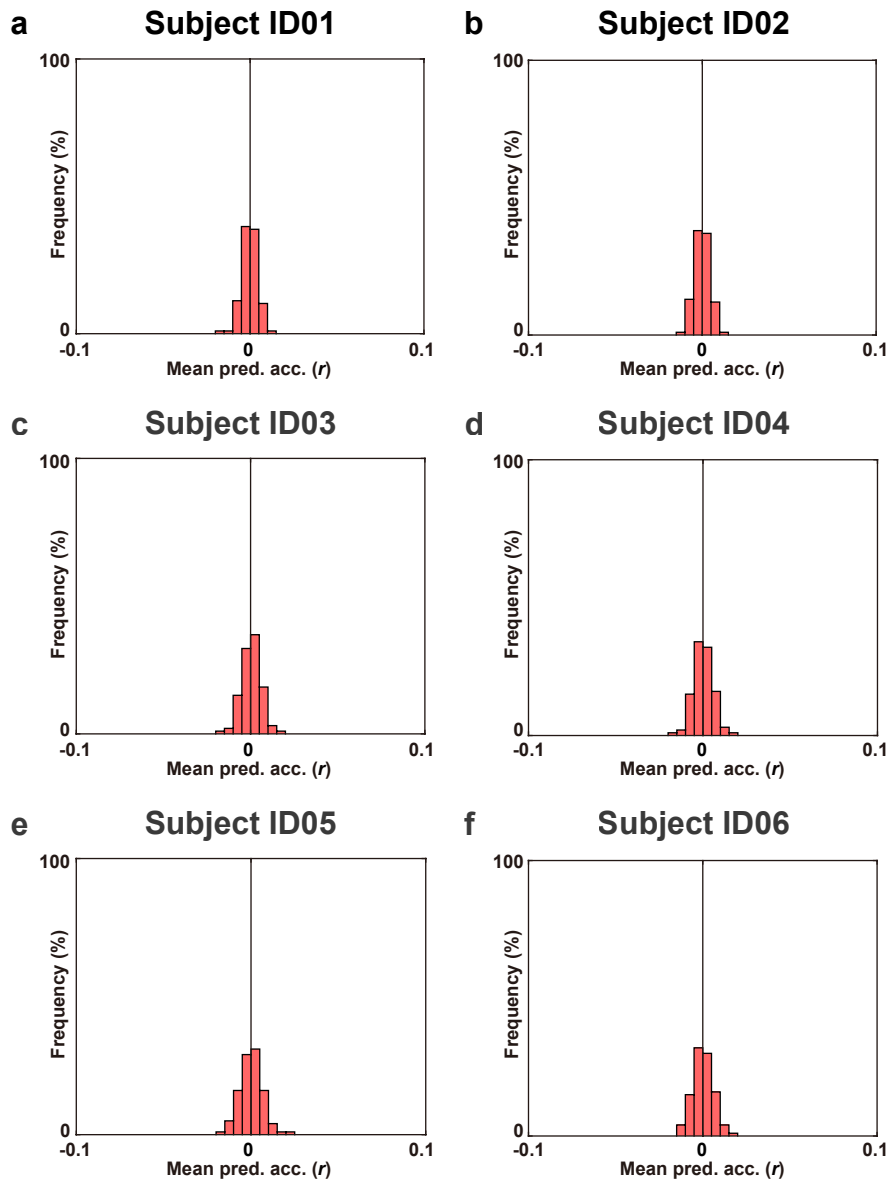 a Subject ID01
100
Frequency (%)
0
-0.1 0 0.1
Mean pred. acc. (r)
b Subject ID02
100
Frequency (%)
0
-0.1 0 0.1
Mean pred. acc. (r)
c Subject ID03
100
Frequency (%)
0
-0.1 0 0.1
Mean pred. acc. (r)
d Subject ID04
100
Frequency (%)
0
-0.1 0 0.1
Mean pred. acc. (r)
e Subject ID05
100
Frequency (%)
0
-0.1 0 0.1
Mean pred. acc. (r)
f Subject ID06
100
Frequency (%)
0
-0.1 0 0.1
Mean pred. acc. (r)